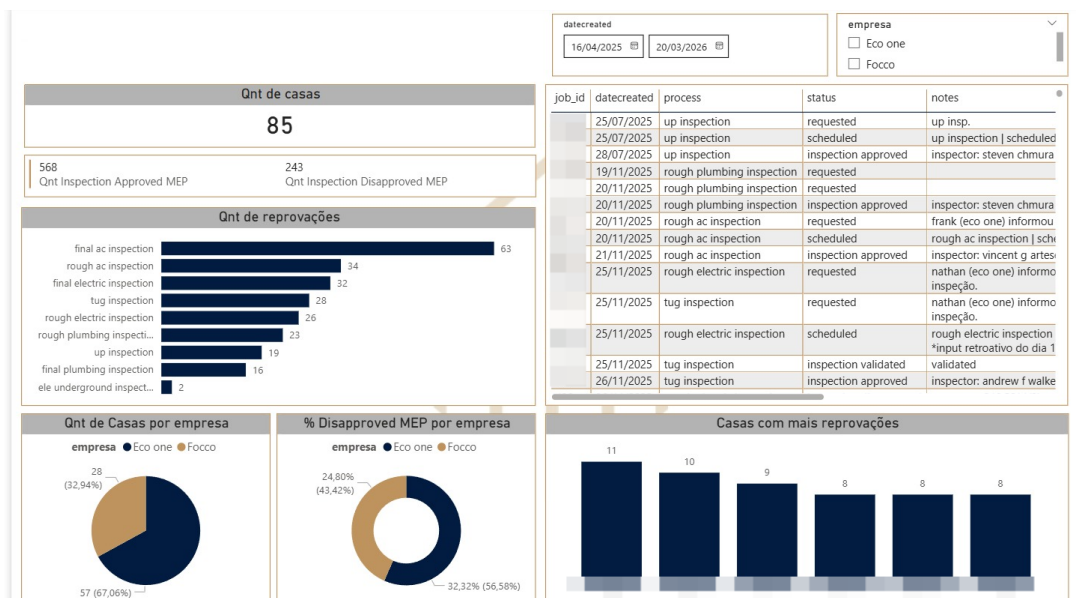 datecreated
16/04/2025 20/03/2026
empresa
Eco one
Focco
Qnt de casas
85
568
Qnt Inspection Approved MEP
243
Qnt Inspection Disapproved MEP
Qnt de reprovações
final ac inspection 63
rough ac inspection 34
final electric inspection 32
tug inspection 28
rough electric inspection 26
rough plumbing inspecti... 23
up inspection 19
final plumbing inspection 16
ele underground inspect... 2
job_id datecreated process status notes
25/07/2025 up inspection requested up insp.
25/07/2025 up inspection scheduled up inspection | scheduled
28/07/2025 up inspection inspection approved inspector: steven chmura
19/11/2025 rough plumbing inspection requested
20/11/2025 rough plumbing inspection requested
20/11/2025 rough plumbing inspection inspection approved inspector: steven chmura
20/11/2025 rough ac inspection requested frank (eco one) informou
20/11/2025 rough ac inspection scheduled rough ac inspection | sche
21/11/2025 rough ac inspection inspection approved inspector: vincent g artes
25/11/2025 rough electric inspection requested nathan (eco one) informo
inspeção.
25/11/2025 tug inspection requested nathan (eco one) informo
inspeção.
25/11/2025 rough electric inspection scheduled rough electric inspection
*input retroativo do dia 1
25/11/2025 tug inspection inspection validated validated
26/11/2025 tug inspection inspection approved inspector: andrew f walke
Qnt de Casas por empresa
empresa Eco one Focco
28
(32,94%)
57 (67,06%)
% Disapproved MEP por empresa
empresa Eco one Focco
24,80%
(43,42%)
32,32% (56,58%)
Casas com mais reprovações
11
10
9
8
8
8